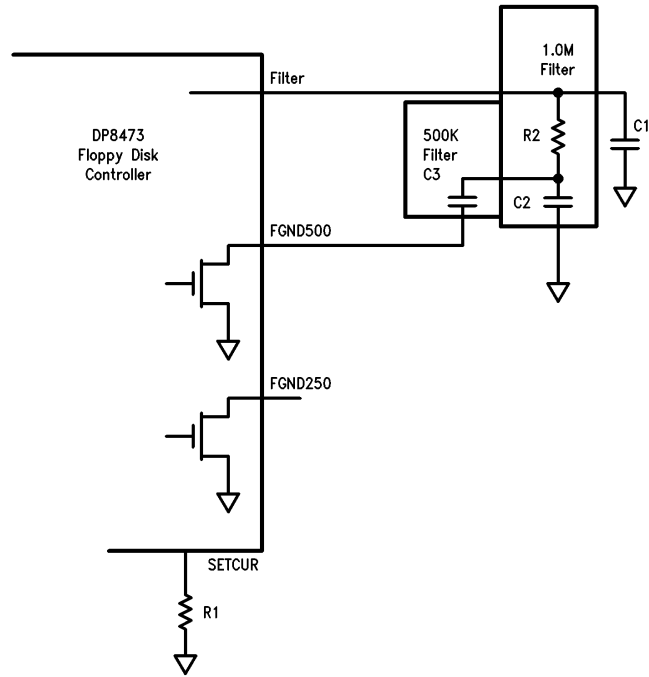 1.0M
Filter
Filter
C1
DP8473
Floppy Disk
Controller
500K
Filter
C3
R2
C2
FGND500
FGND250
SETCUR
R1